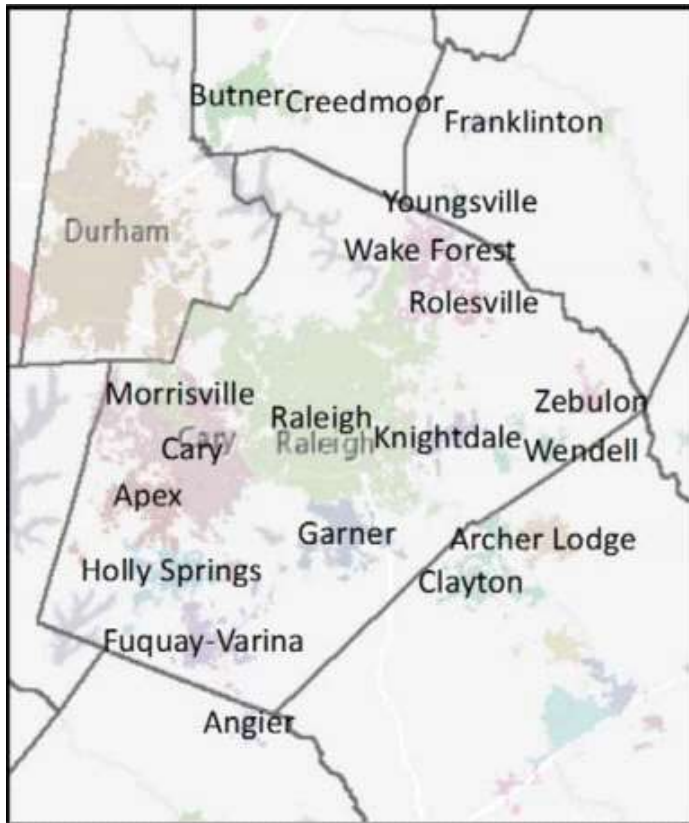 Butner
Creedmoor
Franklinton
Youngsville
Durham
Wake Forest
Rolesville
Morrisville
Zebulon
Raleigh
Knightdale
Cary
Raleigh
Cary
Wendell
Apex
Garner
Archer Lodge
Holly Springs
Clayton
Fuquay-Varina
Angier